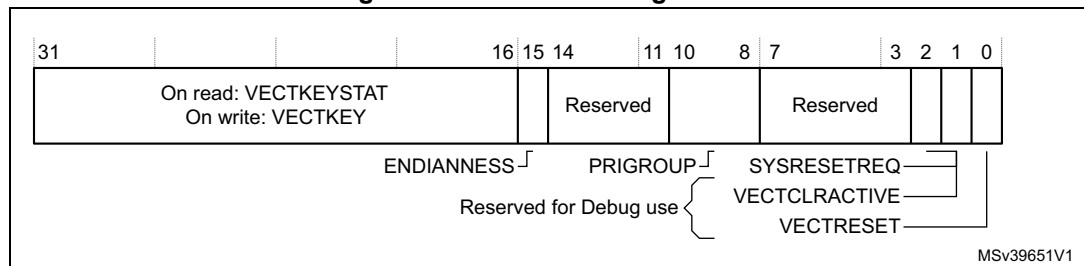 31 16 15 14 11 10 8 7 3 2 1 0
On read: VECTKEYSTAT
On write: VECTKEY
Reserved
Reserved
ENDIANNESS
PRIGROUP
SYSRESETREQ
Reserved for Debug use
VECTCLRACTIVE
VECTRESET
MSv39651V1